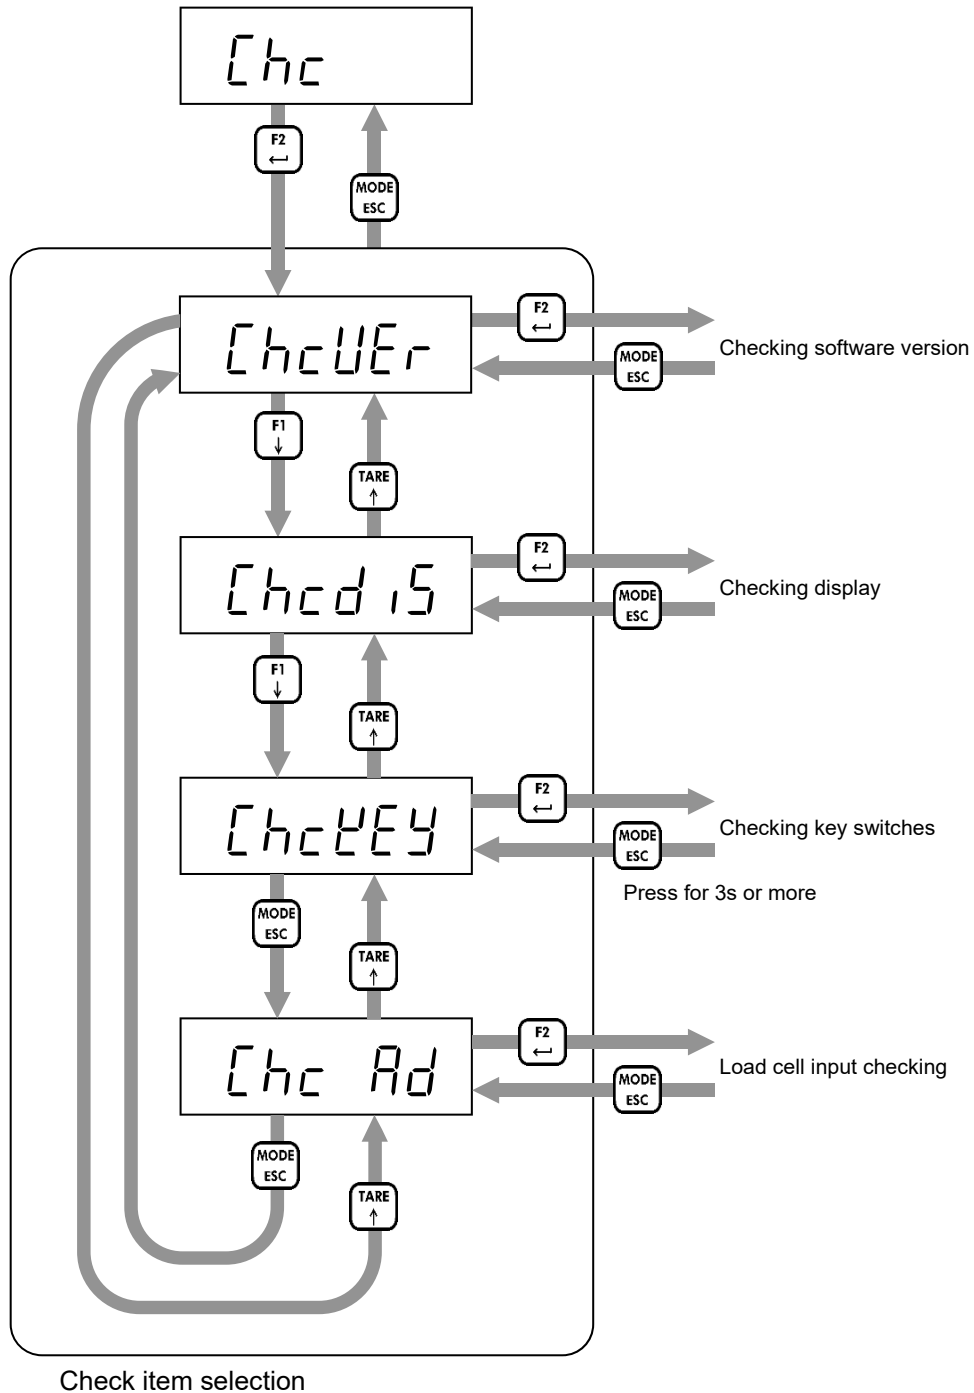 Chc
F2
←
MODE
ESC
ChcVEr
F2
←
Checking software version
MODE
ESC
F1
↓
TARE
↑
Chcdis
F2
←
Checking display
MODE
ESC
F1
↓
TARE
↑
ChcKEY
F2
←
Checking key switches
MODE
ESC
Press for 3s or more
MODE
ESC
TARE
↑
Chc Ad
F2
←
Load cell input checking
MODE
ESC
MODE
ESC
TARE
↑
Check item selection